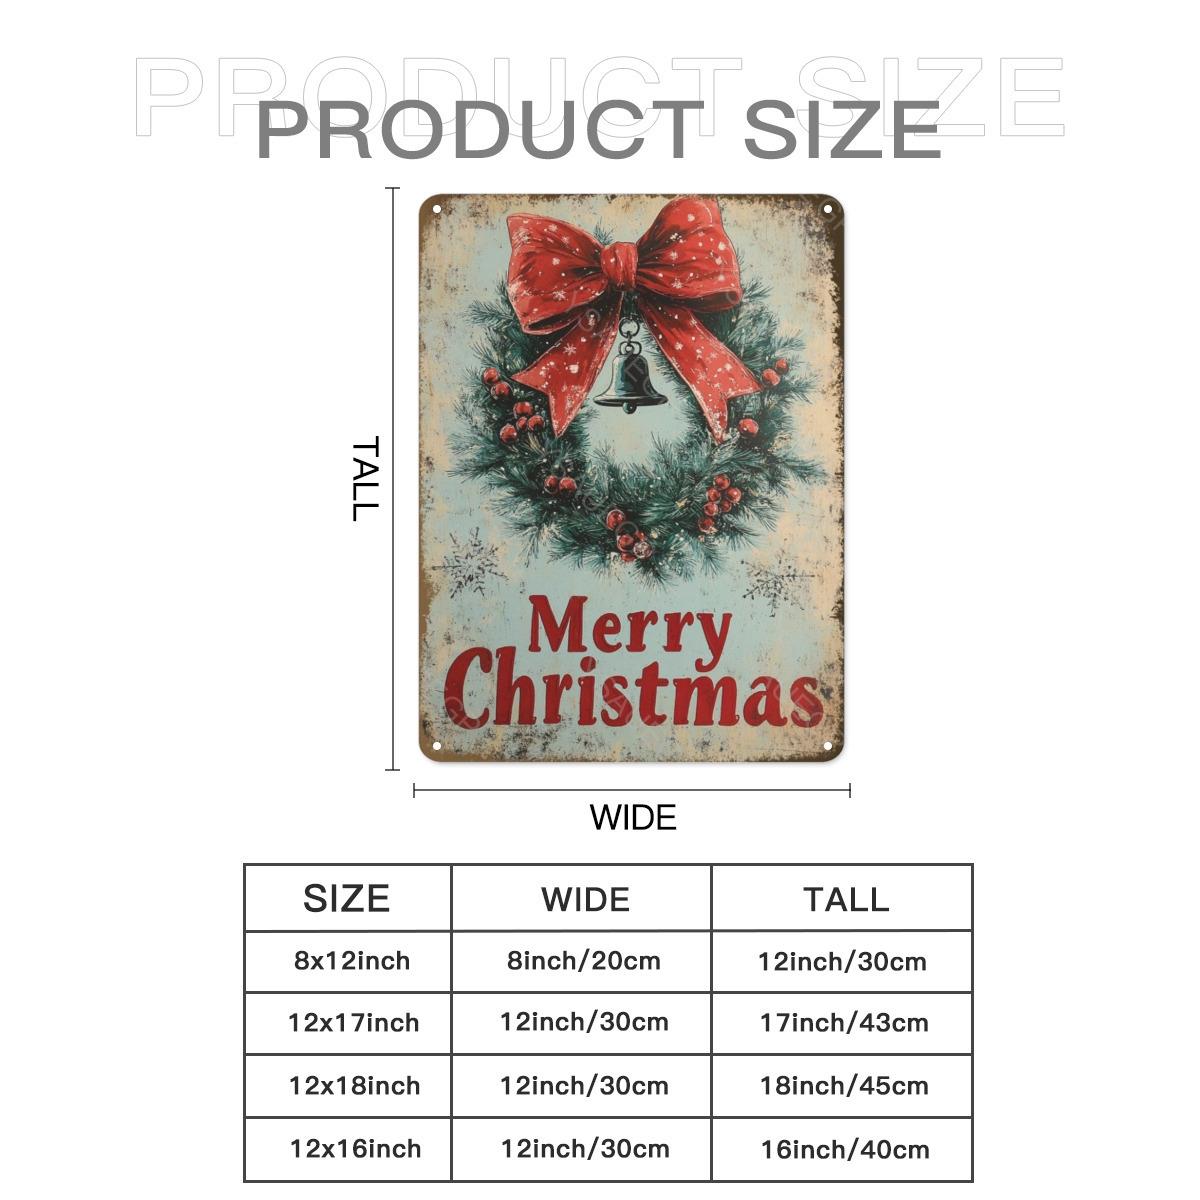 PRODUCT SIZE
PRODUCT SIZE
TALL
Merry
Christmas
WIDE
SIZE WIDE TALL
8x12inch 8inch/20cm 12inch/30cm
12x17inch 12inch/30cm 17inch/43cm
12x18inch 12inch/30cm 18inch/45cm
12x16inch 12inch/30cm 16inch/40cm